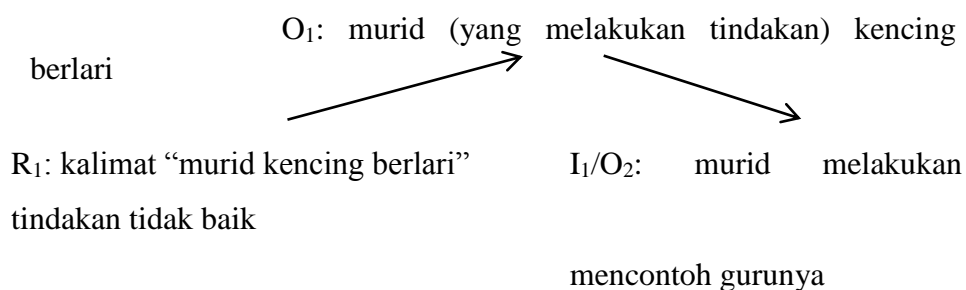 O₁: murid (yang melakukan tindakan) kencing
berlari
R₁: kalimat “murid kencing berlari” I₁/O₂: murid melakukan
tindakan tidak baik
mencontoh gurunya